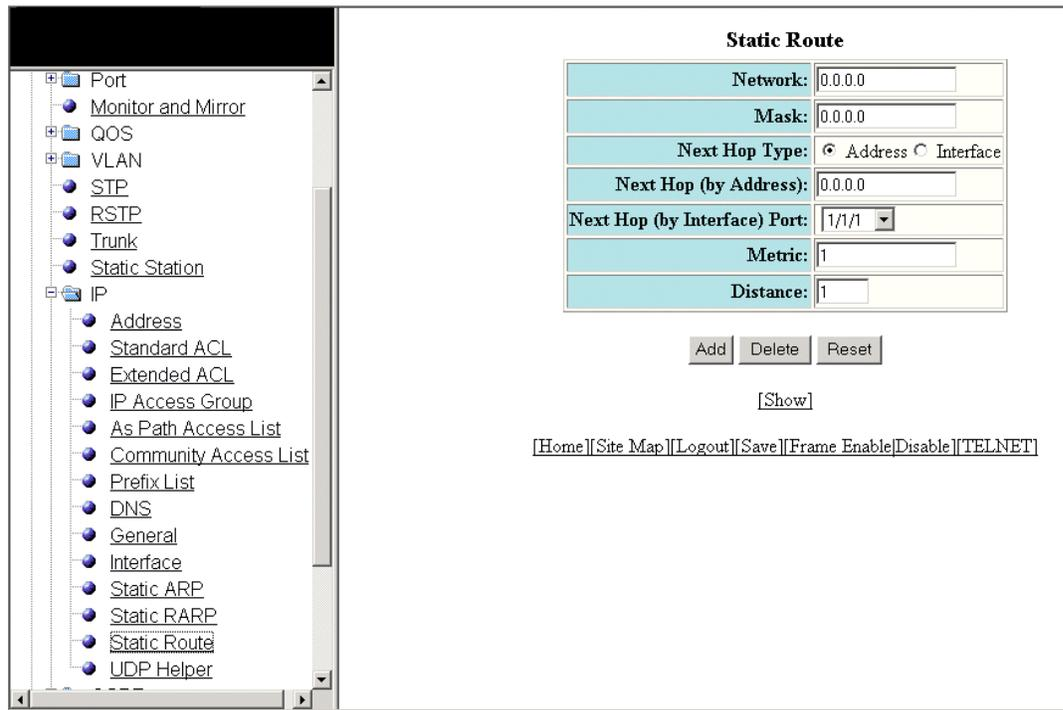 Port
Monitor and Mirror
QOS
VLAN
STP
RSTP
Trunk
Static Station
IP
Address
Standard ACL
Extended ACL
IP Access Group
As Path Access List
Community Access List
Prefix List
DNS
General
Interface
Static ARP
Static RARP
Static Route
UDP Helper
Static Route
Network: 0.0.0.0
Mask: 0.0.0.0
Next Hop Type: Address Interface
Next Hop (by Address): 0.0.0.0
Next Hop (by Interface) Port: 1/1/1
Metric: 1
Distance: 1
Add Delete Reset
[Show]
[Home][Site Map][Logout][Save][Frame Enable|Disable][TELNET]